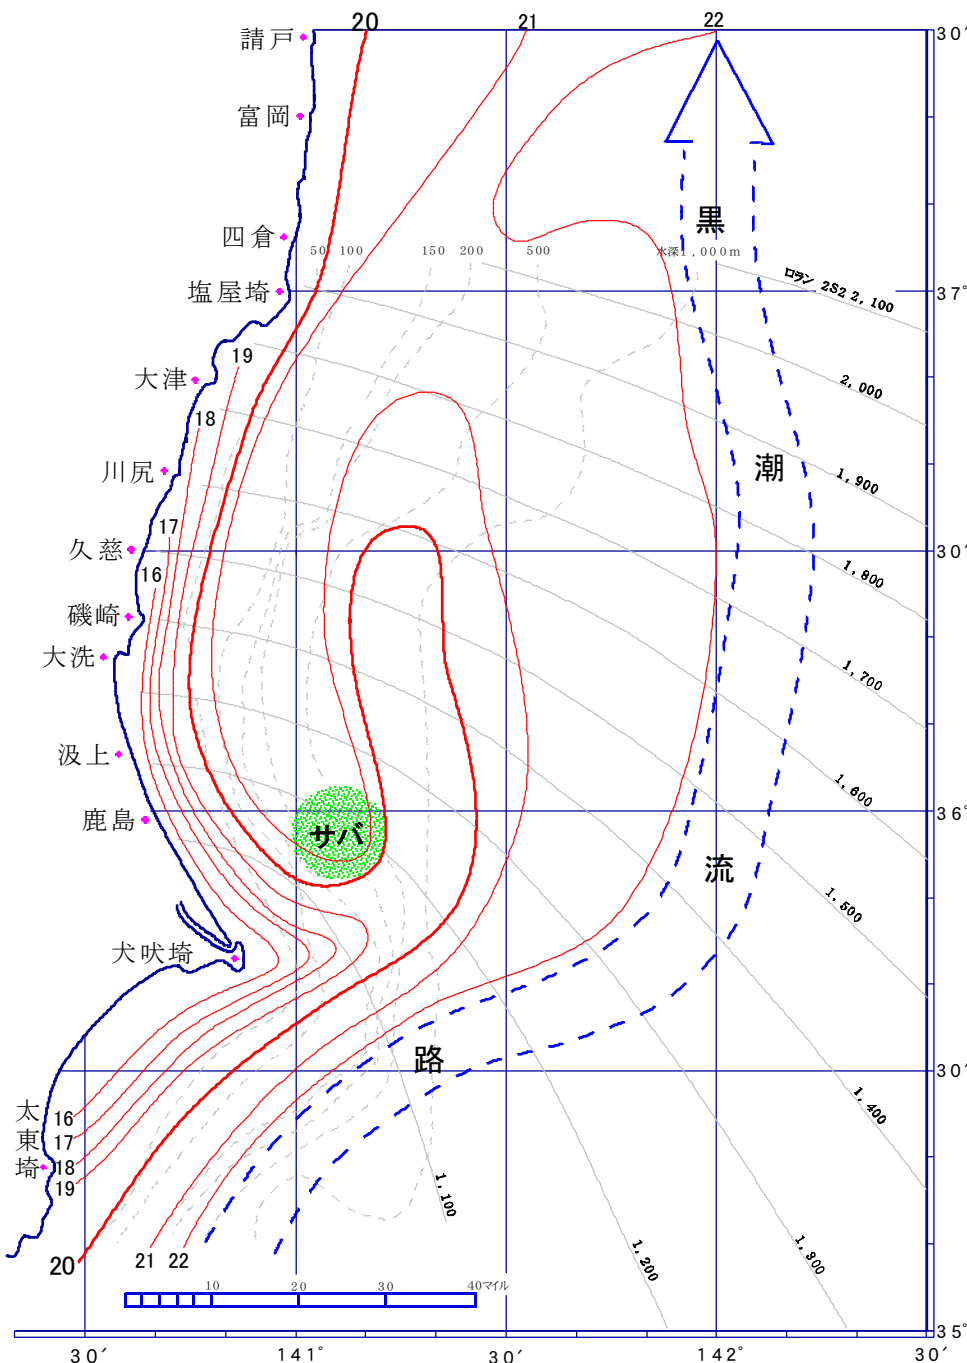 20
21
22
30′
請戸
富岡
四倉
50
100
150
200
500
水深1,000m
黒
塩屋埼
ロラン 2S2 2,100
37°
19
大津
2,000
18
川尻
潮
1,900
17
久慈
30′
16
1,800
磯崎
大洗
1,700
汲上
1,600
鹿島
サバ
36°
流
1,500
犬吠埼
路
30′
太東埼
16
17
18
19
1,400
1,100
20
21
22
1,200
1,300
10
20
30
40マイル
35°
30′
141°
30′
142°
30′